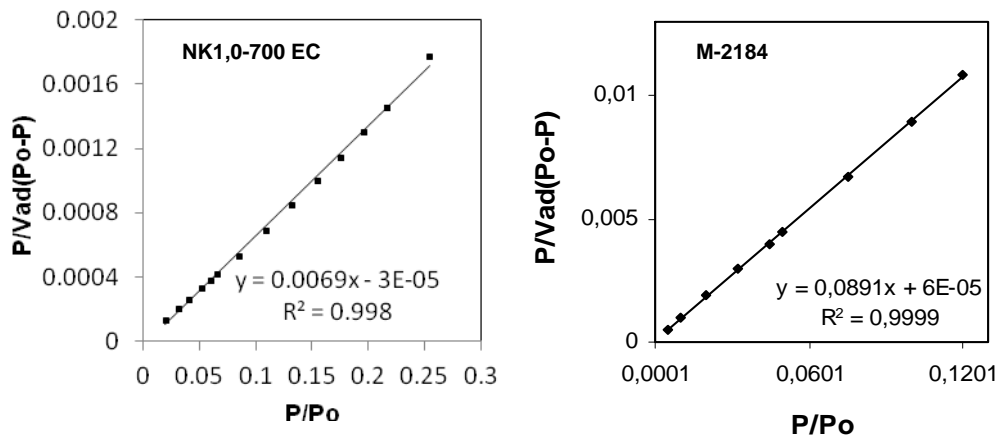 NK1,0-700 EC
P/Vad(Po-P)
0.002
0.0016
0.0012
0.0008
0.0004
0
y = 0.0069x - 3E-05
R² = 0.998
0 0.05 0.1 0.15 0.2 0.25 0.3
P/Po
M-2184
P/Vad(Po-P)
0,01
0,005
0
y = 0,0891x + 6E-05
R² = 0,9999
0,0001 0,0601 0,1201
P/Po